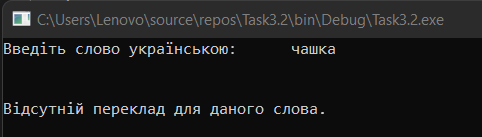 C:\Users\Lenovo\source\repos\Task3.2\bin\Debug\Task3.2.exe
Введіть слово українською: чашка
Відсутній переклад для даного слова.